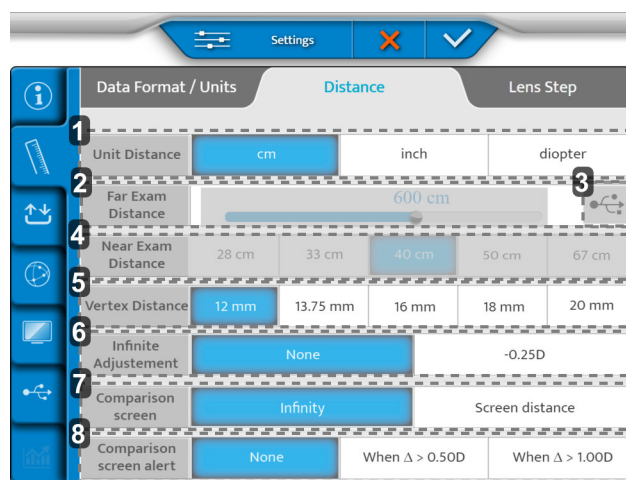 Settings
Data Format / Units Distance Lens Step
1
Unit Distance cm inch diopter
2 3
Far Exam
Distance
600 cm
4
Near Exam
Distance
28 cm 33 cm 40 cm 50 cm 67 cm
5
Vertex Distance 12 mm 13.75 mm 16 mm 18 mm 20 mm
6
Infinite
Adjustement
None -0.25D
7
Comparison
screen
Infinity Screen distance
8
Comparison
screen alert
None When Δ > 0.50D When Δ > 1.00D